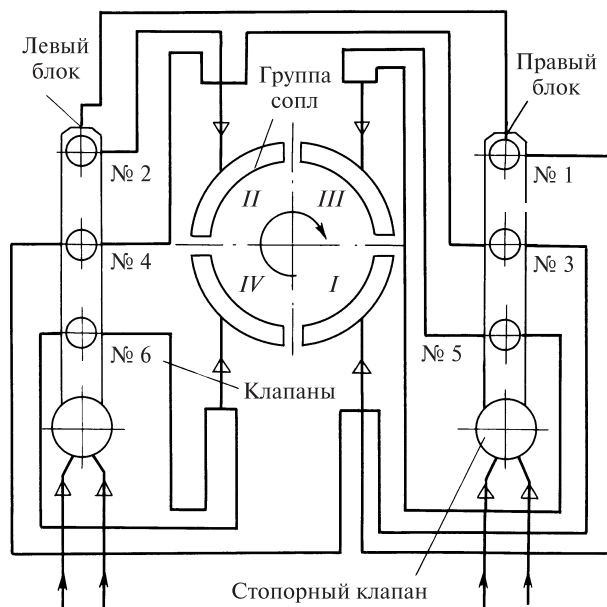 Левый
блок
Группа
сопл
Правый
блок
№ 2
№ 1
II
III
№ 4
№ 3
IV
I
№ 6
№ 5
Клапаны
Стопорный клапан